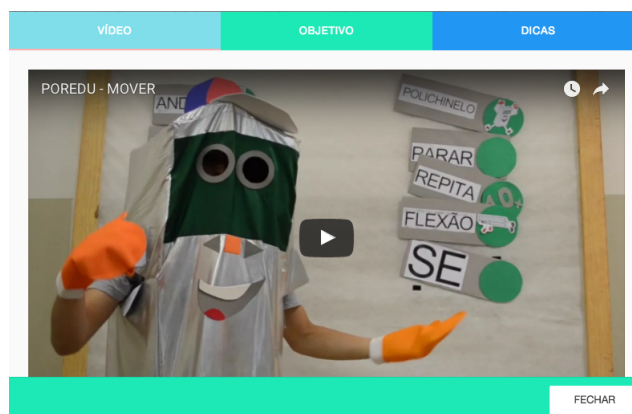 VÍDEO
OBJETIVO
DICAS
POREDU - MOVER
AND
POLICHINELO
PARAR
REPITA
FLEXÃO
SE
FECHAR